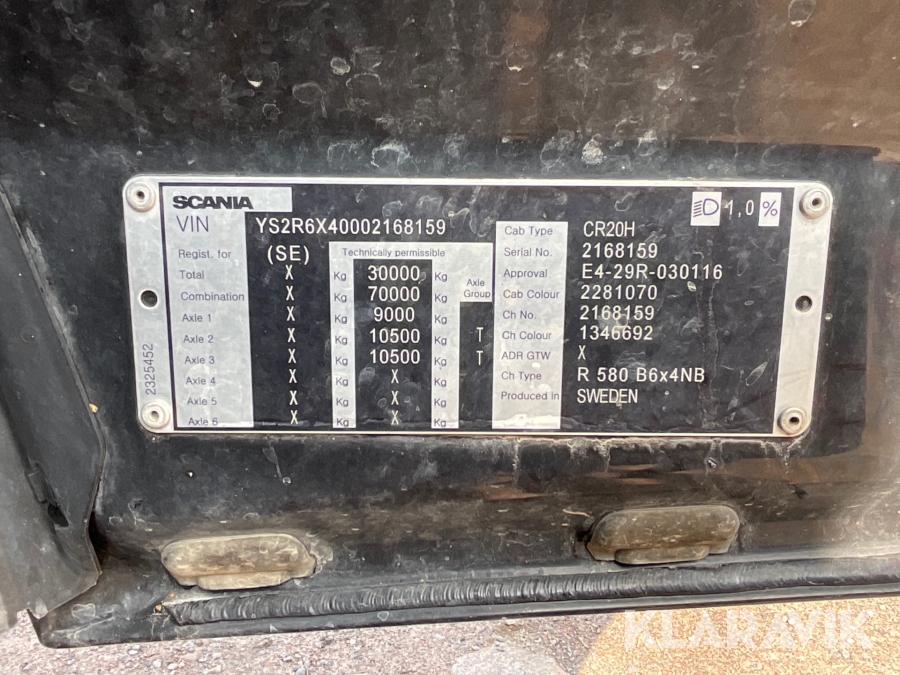 SCANIA
VIN YS2R6X40002168159
1,0 %
Regist. for (SE) Technically permissible
Total X Kg 30000 Kg Axle Group
Combination X Kg 70000 Kg
Axle 1 X Kg 9000 Kg
Axle 2 X Kg 10500 Kg T
Axle 3 X Kg 10500 Kg T
Axle 4 X Kg X Kg
Axle 5 X Kg X Kg
Axle 6 X Kg X Kg
Cab Type CR20H
Serial No. 2168159
Approval E4-29R-030116
Cab Colour 2281070
Ch No. 2168159
Ch Colour 1346692
ADR GTW X
Ch Type R 580 B6x4NB
Produced in SWEDEN
2325452
KLARAVIK